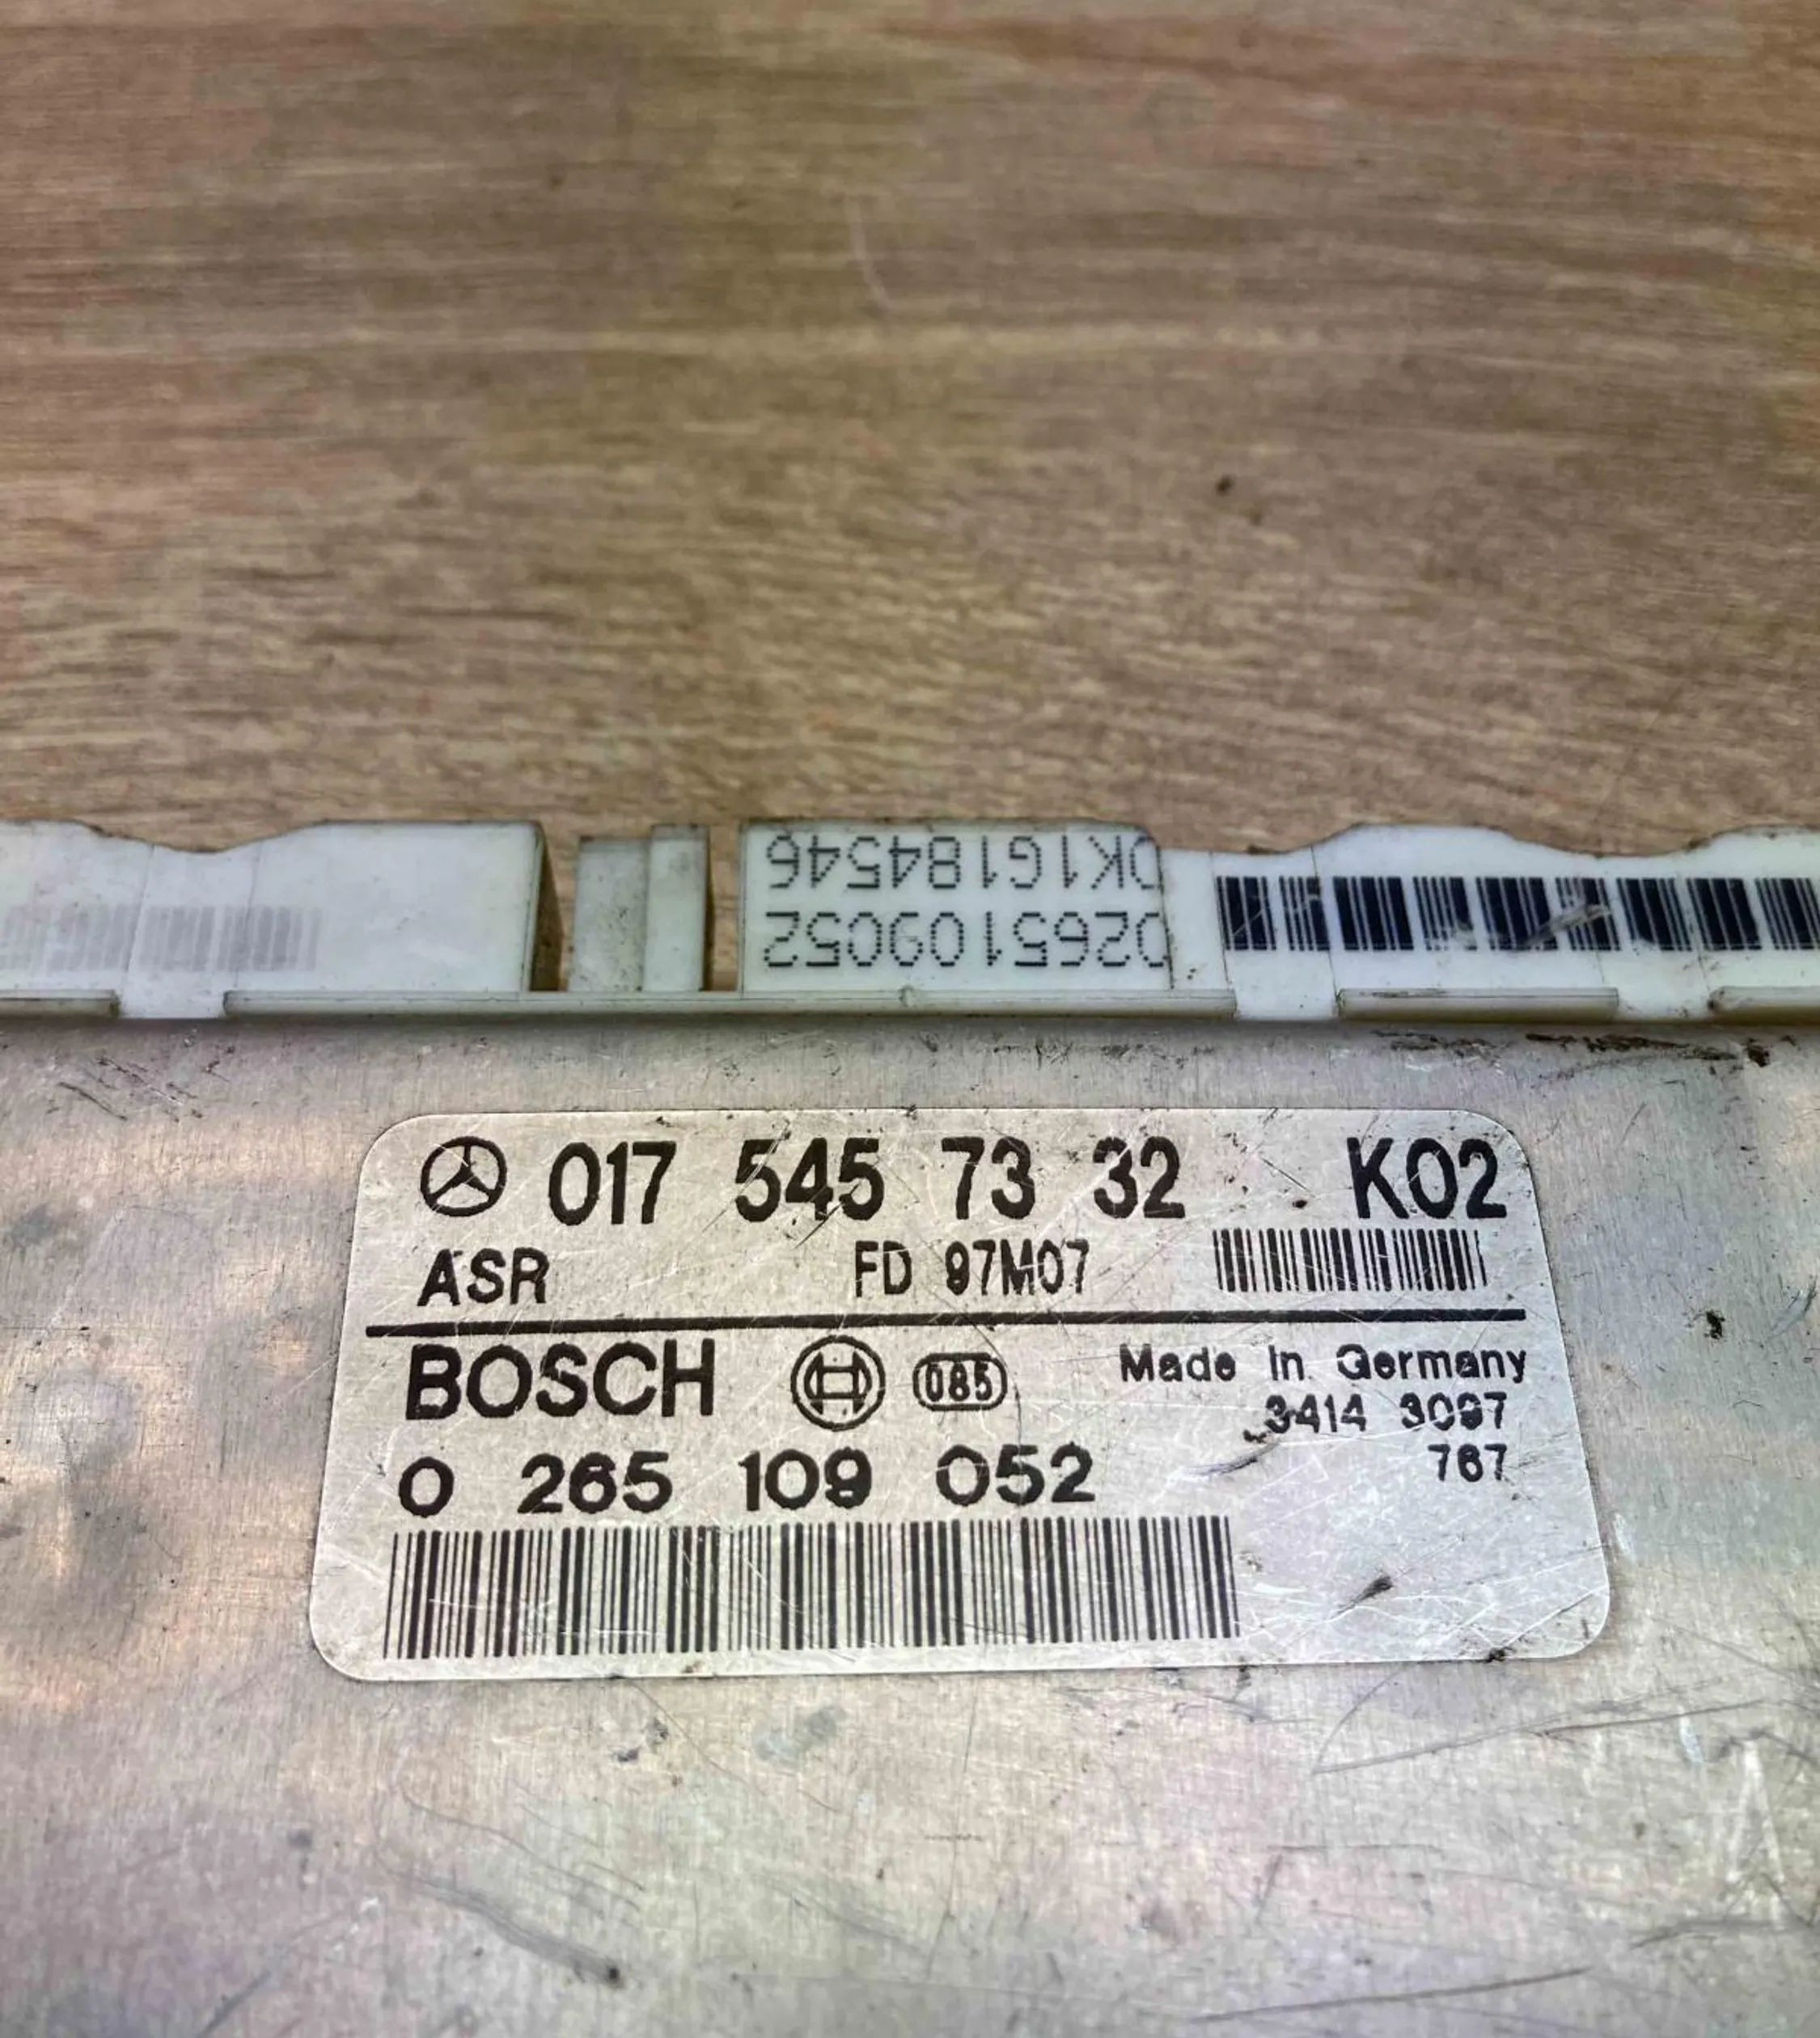 DK1G184546
0265109052
017 545 73 32 K02
ASR FD 97M07
BOSCH 085 Made In Germany
3414 3097
0 265 109 052 767